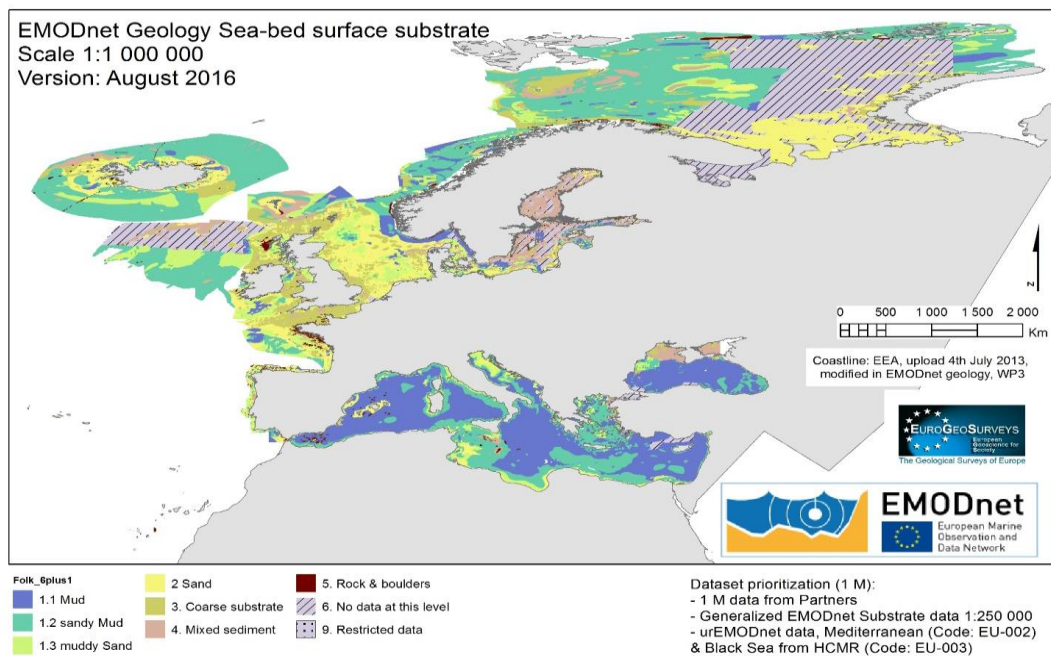 EMODnet Geology Sea-bed surface substrate
Scale 1:1 000 000
Version: August 2016
N
0 500 1 000 1 500 2 000
Km
Coastline: EEA, upload 4th July 2013,
modified in EMODnet geology, WP3
EUROGEOSURVEYS
European
Geoscience for
Society
The Geological Surveys of Europe
EMODnet
European Marine
Observation and
Data Network
Folk_6plus1
1.1 Mud
1.2 sandy Mud
1.3 muddy Sand
2 Sand
3. Coarse substrate
4. Mixed sediment
5. Rock & boulders
6. No data at this level
9. Restricted data
Dataset prioritization (1 M):
- 1 M data from Partners
- Generalized EMODnet Substrate data 1:250 000
- urEMODnet data, Mediterranean (Code: EU-002)
& Black Sea from HCMR (Code: EU-003)